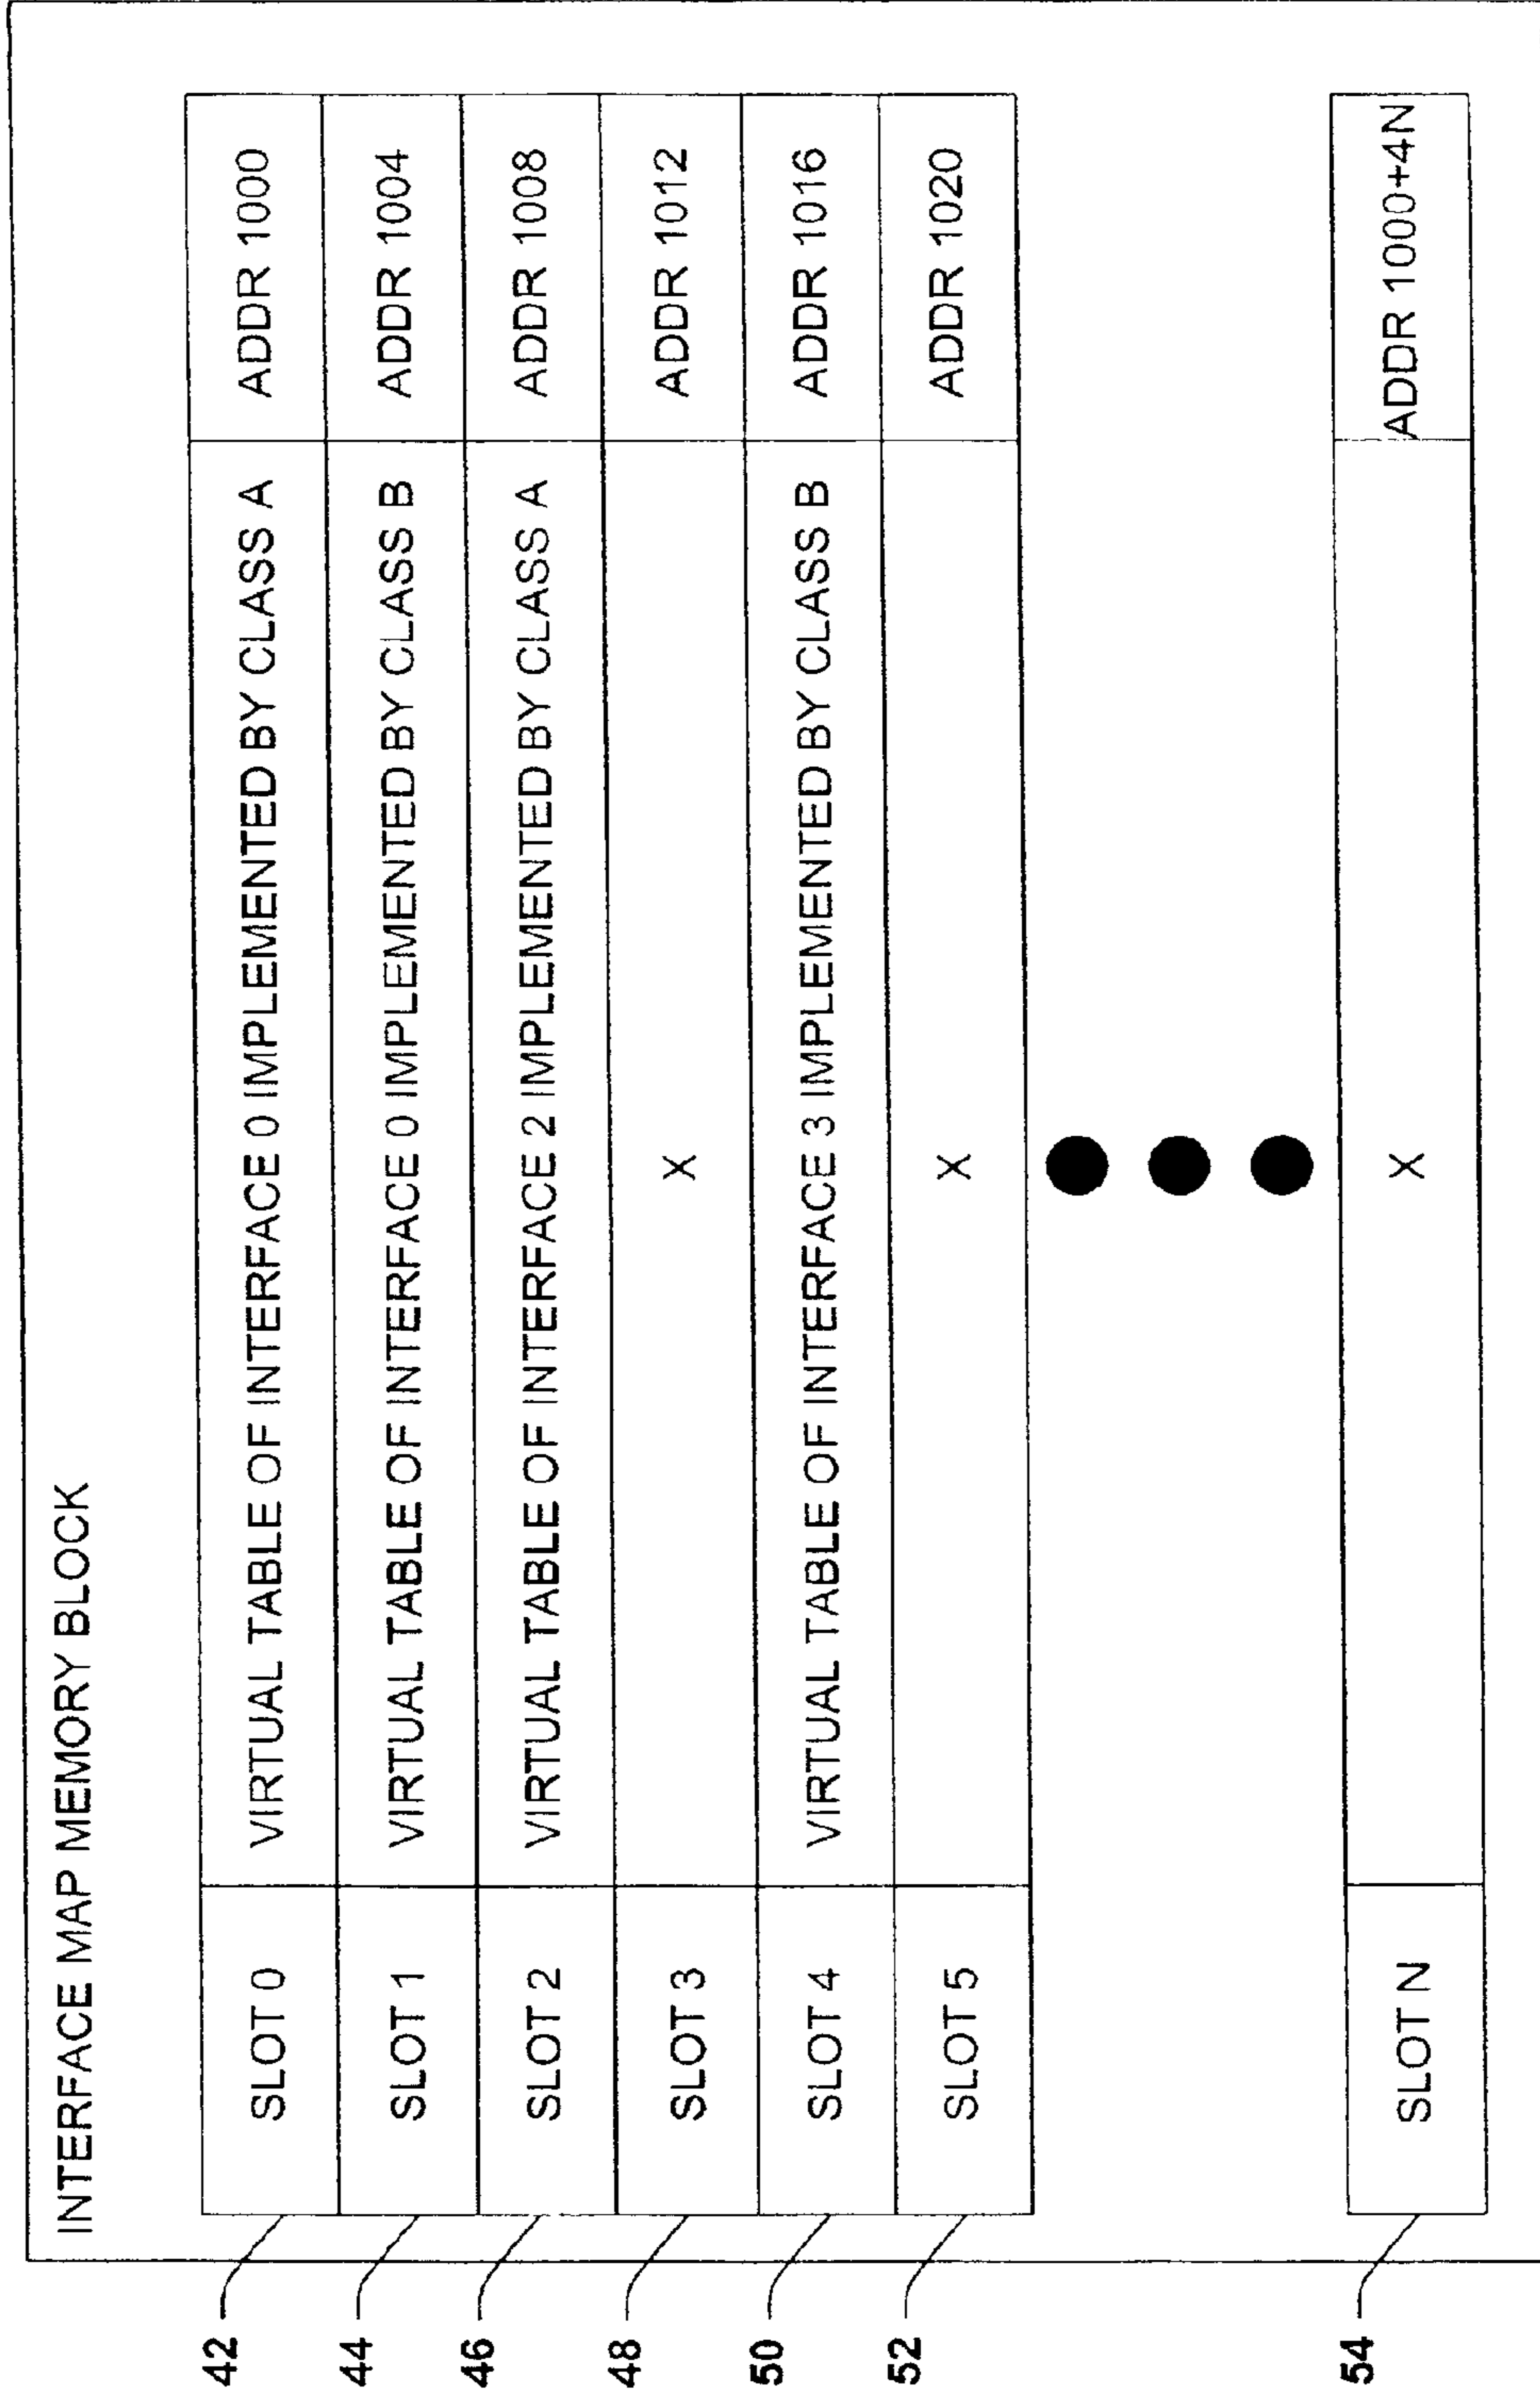 INTERFACE MAP MEMORY BLOCK
42 SLOT 0 VIRTUAL TABLE OF INTERFACE 0 IMPLEMENTED BY CLASS A ADDR 1000
44 SLOT 1 VIRTUAL TABLE OF INTERFACE 0 IMPLEMENTED BY CLASS B ADDR 1004
46 SLOT 2 VIRTUAL TABLE OF INTERFACE 2 IMPLEMENTED BY CLASS A ADDR 1008
48 SLOT 3 X ADDR 1012
50 SLOT 4 VIRTUAL TABLE OF INTERFACE 3 IMPLEMENTED BY CLASS B ADDR 1016
52 SLOT 5 X ADDR 1020
54 SLOT N X ADDR 1000+4N